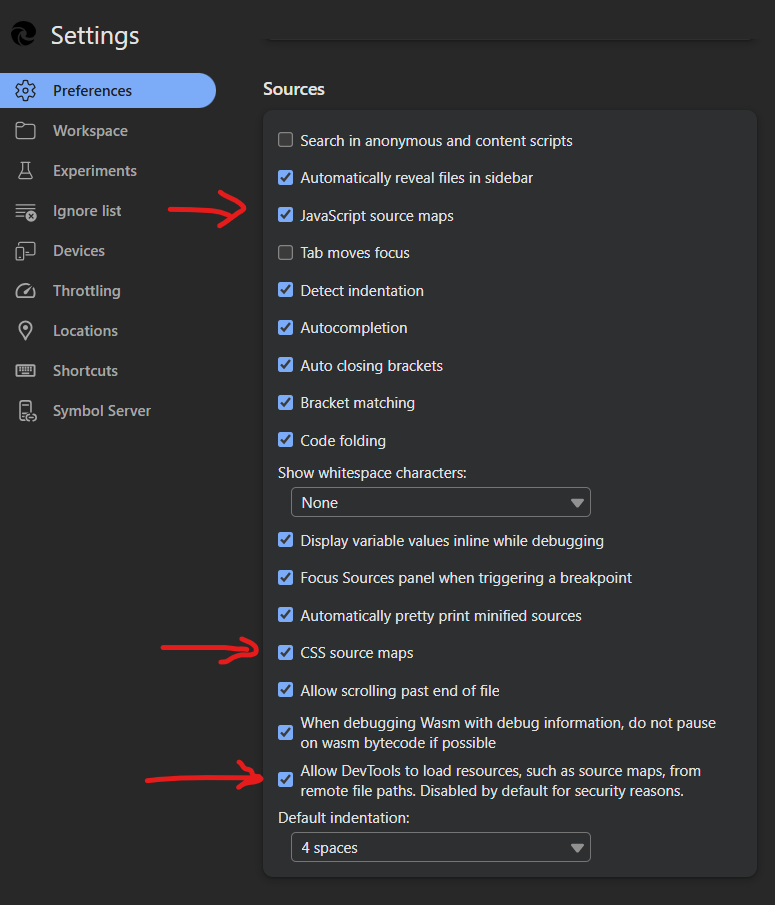 Settings
Preferences
Workspace
Experiments
Ignore list
Devices
Throttling
Locations
Shortcuts
Symbol Server
Sources
Search in anonymous and content scripts
Automatically reveal files in sidebar
JavaScript source maps
Tab moves focus
Detect indentation
Autocompletion
Auto closing brackets
Bracket matching
Code folding
Show whitespace characters:
None
Display variable values inline while debugging
Focus Sources panel when triggering a breakpoint
Automatically pretty print minified sources
CSS source maps
Allow scrolling past end of file
When debugging Wasm with debug information, do not pause
on wasm bytecode if possible
Allow DevTools to load resources, such as source maps, from
remote file paths. Disabled by default for security reasons.
Default indentation:
4 spaces